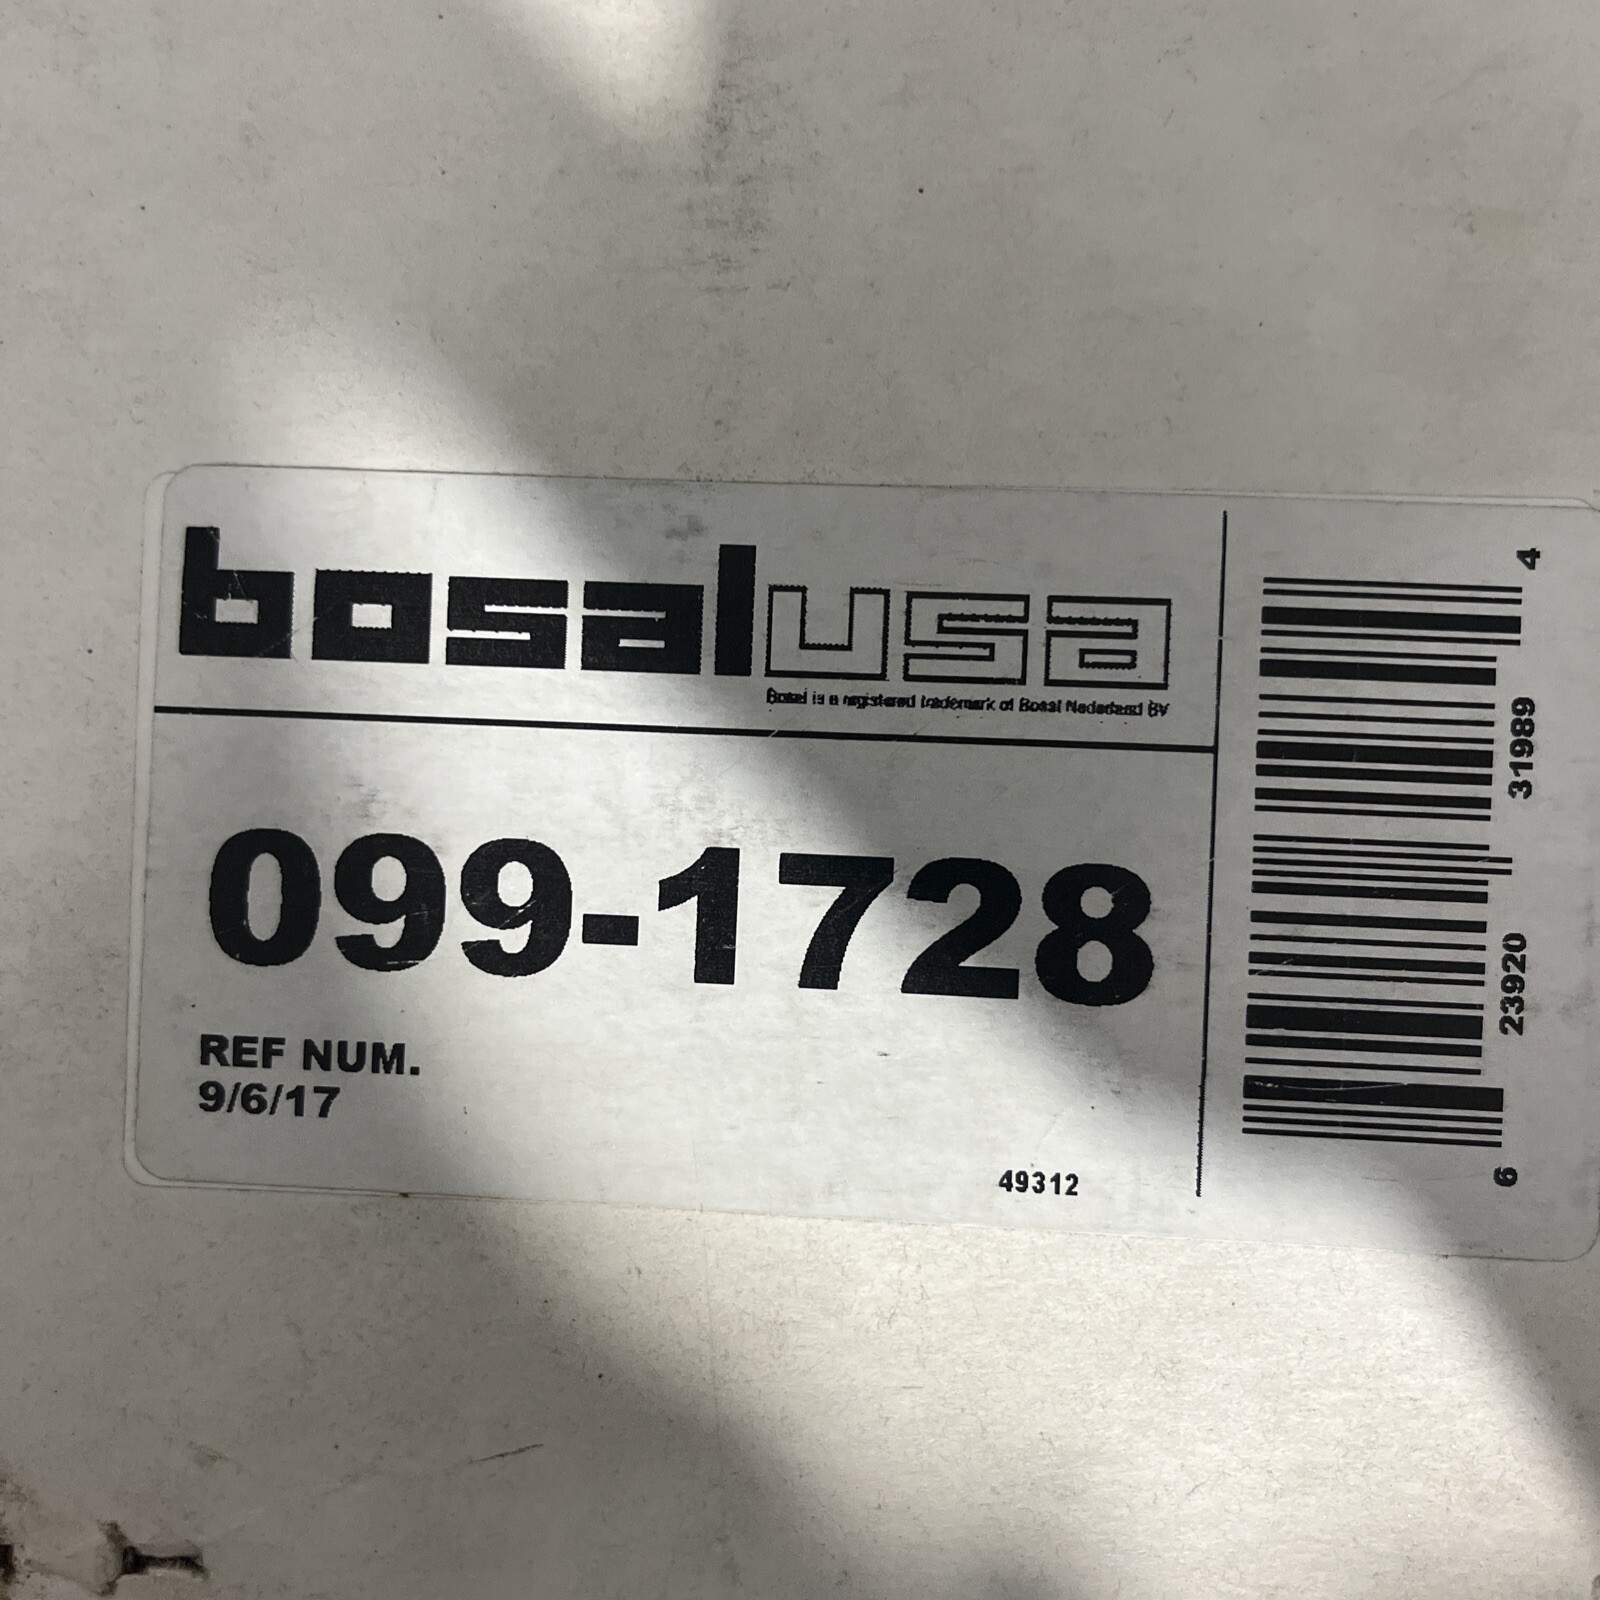 bosalusa
Bosal is a registered trademark of Bosal Nederland BV
099-1728
REF NUM.
9/6/17
49312
6 23920 31989 4